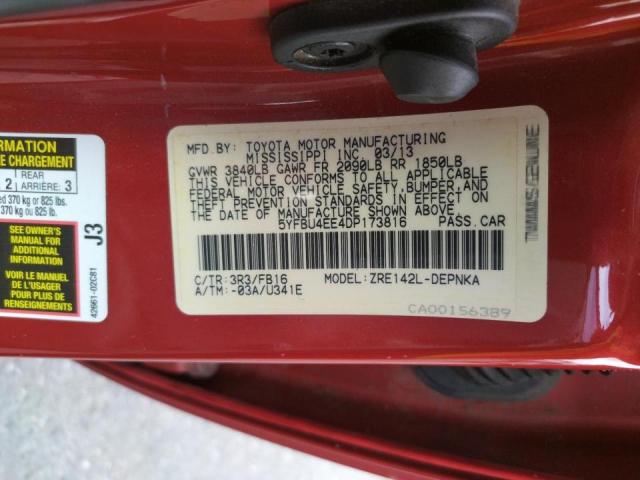 RMATION
E CHARGEMENT
1 REAR
2 ARRIÈRE: 3
ed 370 kg or 825 lbs.
370 kg ou 825 lb.
SEE OWNER'S
MANUAL FOR
ADDITIONAL
INFORMATION
VOIR LE MANUEL
DE L'USAGER
POUR PLUS DE
RENSEIGNEMENTS
J3
42661-02C81
MFD BY: TOYOTA MOTOR MANUFACTURING
MISSISSIPPI INC. 03/13
GVWR 3840LB GAWR FR 2090LB RR 1850LB
THIS VEHICLE CONFORMS TO ALL APPLICABLE
FEDERAL MOTOR VEHICLE SAFETY, BUMPER, AND
THEFT PREVENTION STANDARDS IN EFFECT ON
THE DATE OF MANUFACTURE SHOWN ABOVE.
5YFBU4EE4DP173816 PASS.CAR
C/TR:3R3/FB16 MODEL:ZRE142L-DEPNKA
A/TM:-03A/U341E
CA00156389